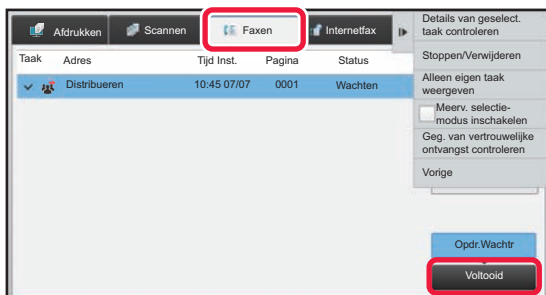 Afdrukken
Scannen
Faxen
Internetfax
Details van geselect.
taak controleren
Stoppen/Verwijderen
Alleen eigen taak
weergeven
Meerv. selectie-
modus inschakelen
Geg. van vertrouwelijke
ontvangst controleren
Vorige
Taak Adres Tijd Inst. Pagina Status
Distribueren 10:45 07/07 0001 Wachten
Opdr.Wachtr
Voltooid